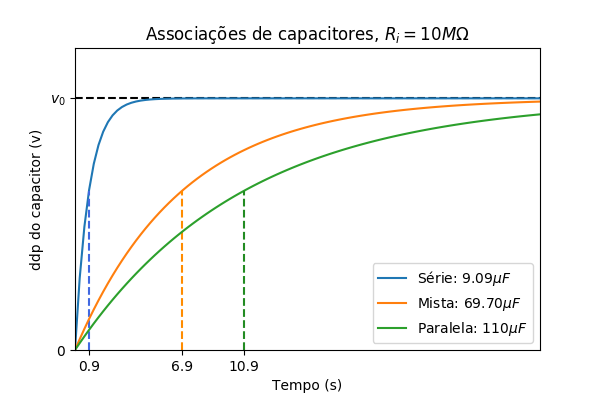 Associações de capacitores, $R_i = 10M\Omega$
ddp do capacitor (v)
$v_0$
0
Série: 9.09$\mu F$
Mista: 69.70$\mu F$
Paralela: 110$\mu F$
0.9 6.9 10.9
Tempo (s)